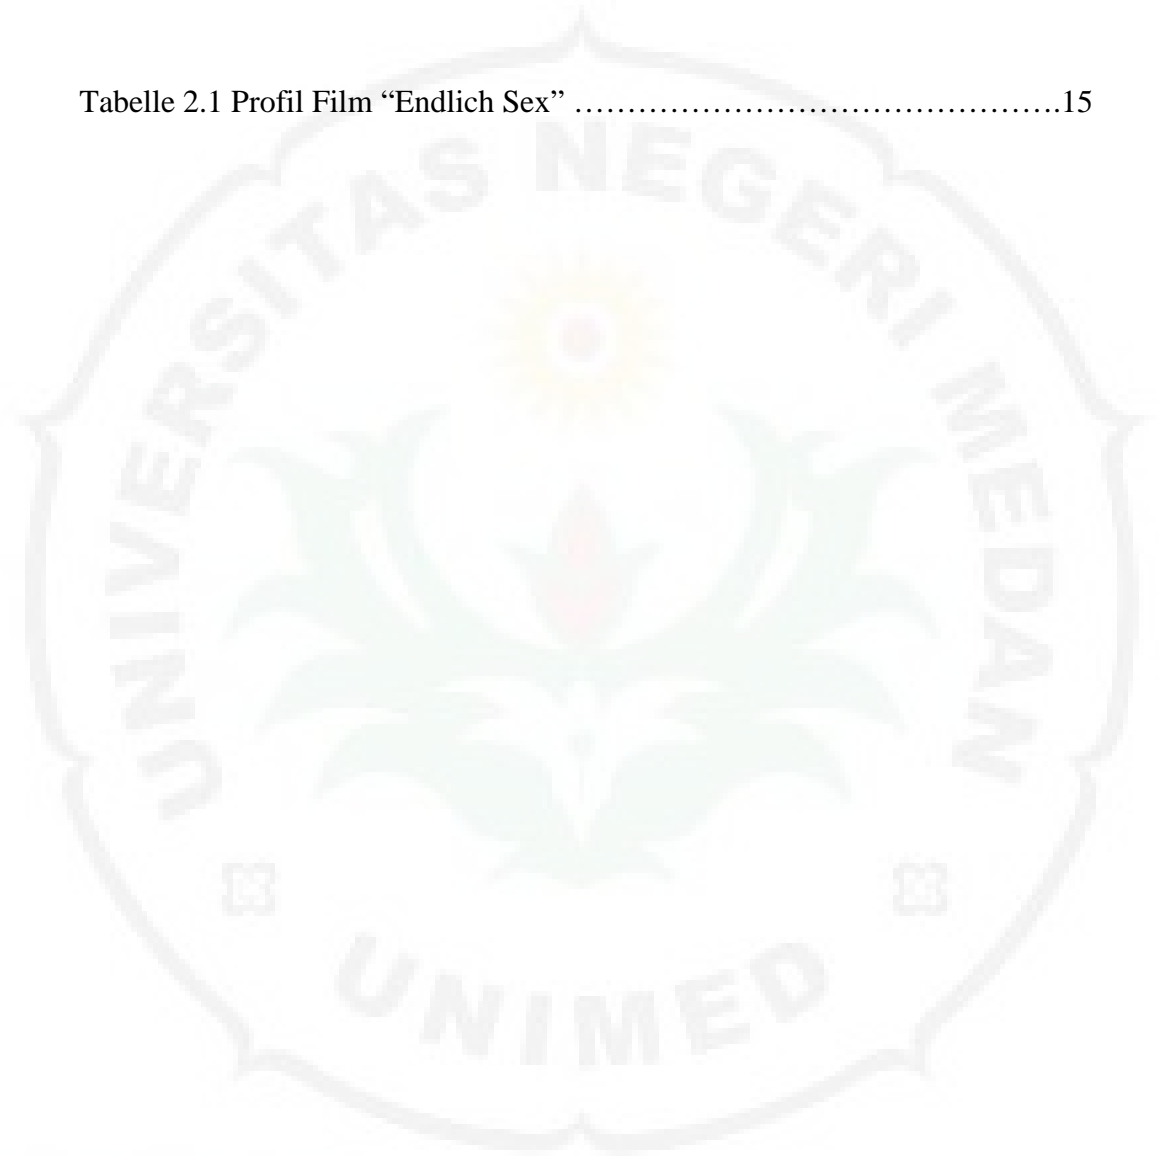 Tabelle 2.1 Profil Film “Endlich Sex” ……………………………………….15
UNIVERSITAS NEGERI MEDAN
UNIMED